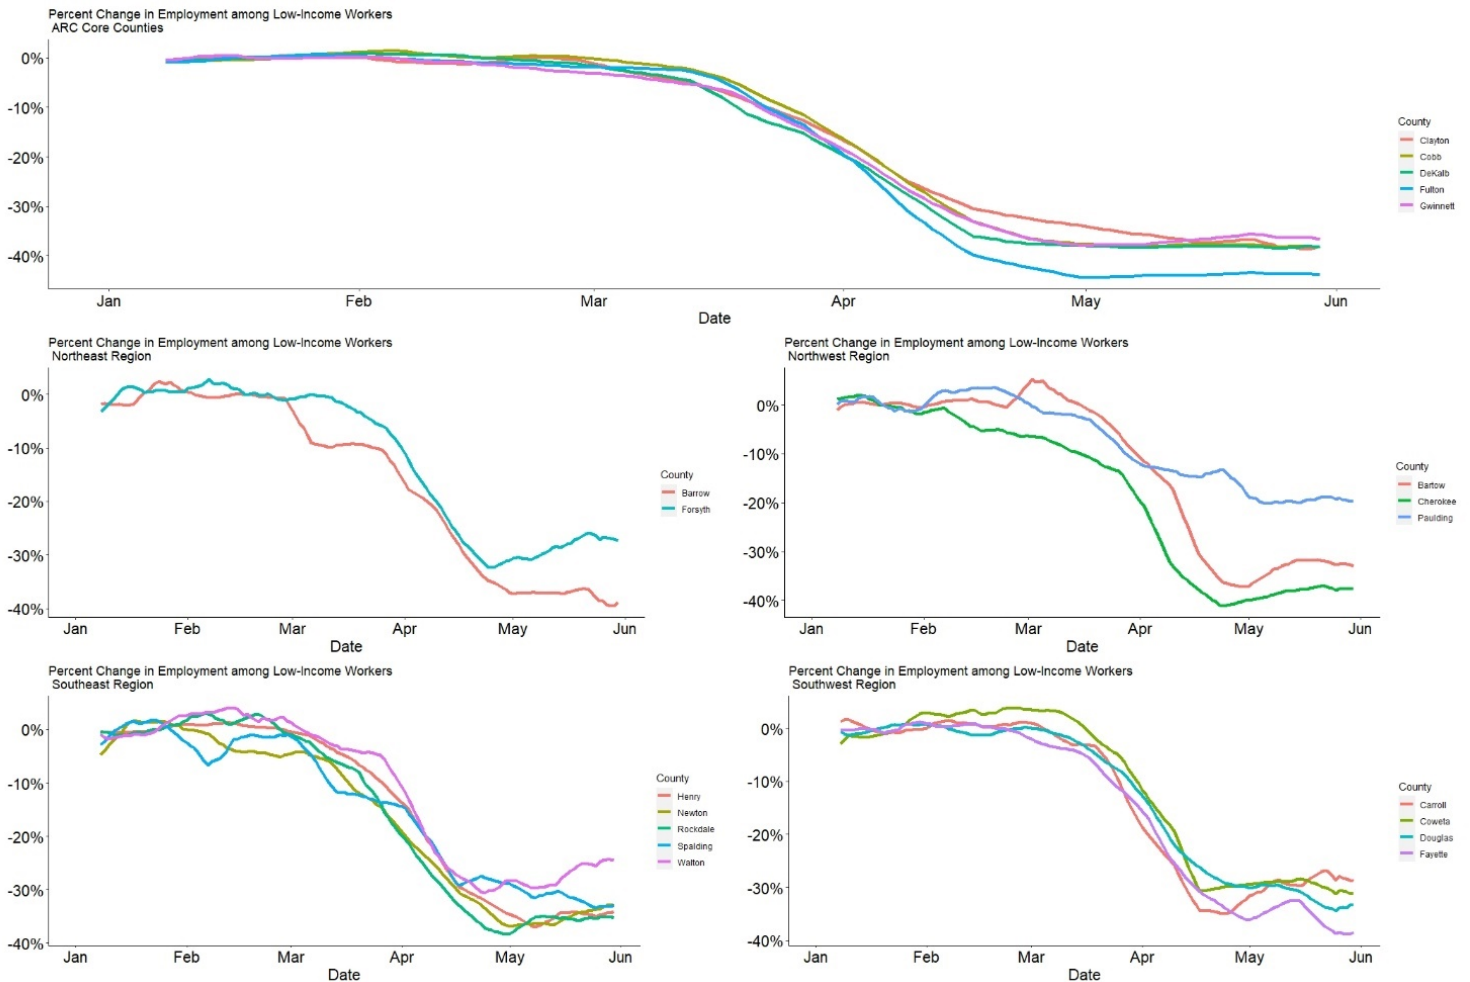 Percent Change in Employment among Low-Income Workers
ARC Core Counties
0%
-10%
-20%
-30%
-40%
Jan Feb Mar Apr May Jun
Date
County
Clayton
Cobb
DeKalb
Fulton
Gwinnett
Percent Change in Employment among Low-Income Workers
Northeast Region
0%
-10%
-20%
-30%
-40%
Jan Feb Mar Apr May Jun
Date
County
Barrow
Forsyth
Percent Change in Employment among Low-Income Workers
Northwest Region
0%
-10%
-20%
-30%
-40%
Jan Feb Mar Apr May Jun
Date
County
Bartow
Cherokee
Paulding
Percent Change in Employment among Low-Income Workers
Southeast Region
0%
-10%
-20%
-30%
-40%
Jan Feb Mar Apr May Jun
Date
County
Henry
Newton
Rockdale
Spalding
Walton
Percent Change in Employment among Low-Income Workers
Southwest Region
0%
-10%
-20%
-30%
-40%
Jan Feb Mar Apr May Jun
Date
County
Carroll
Coweta
Douglas
Fayette